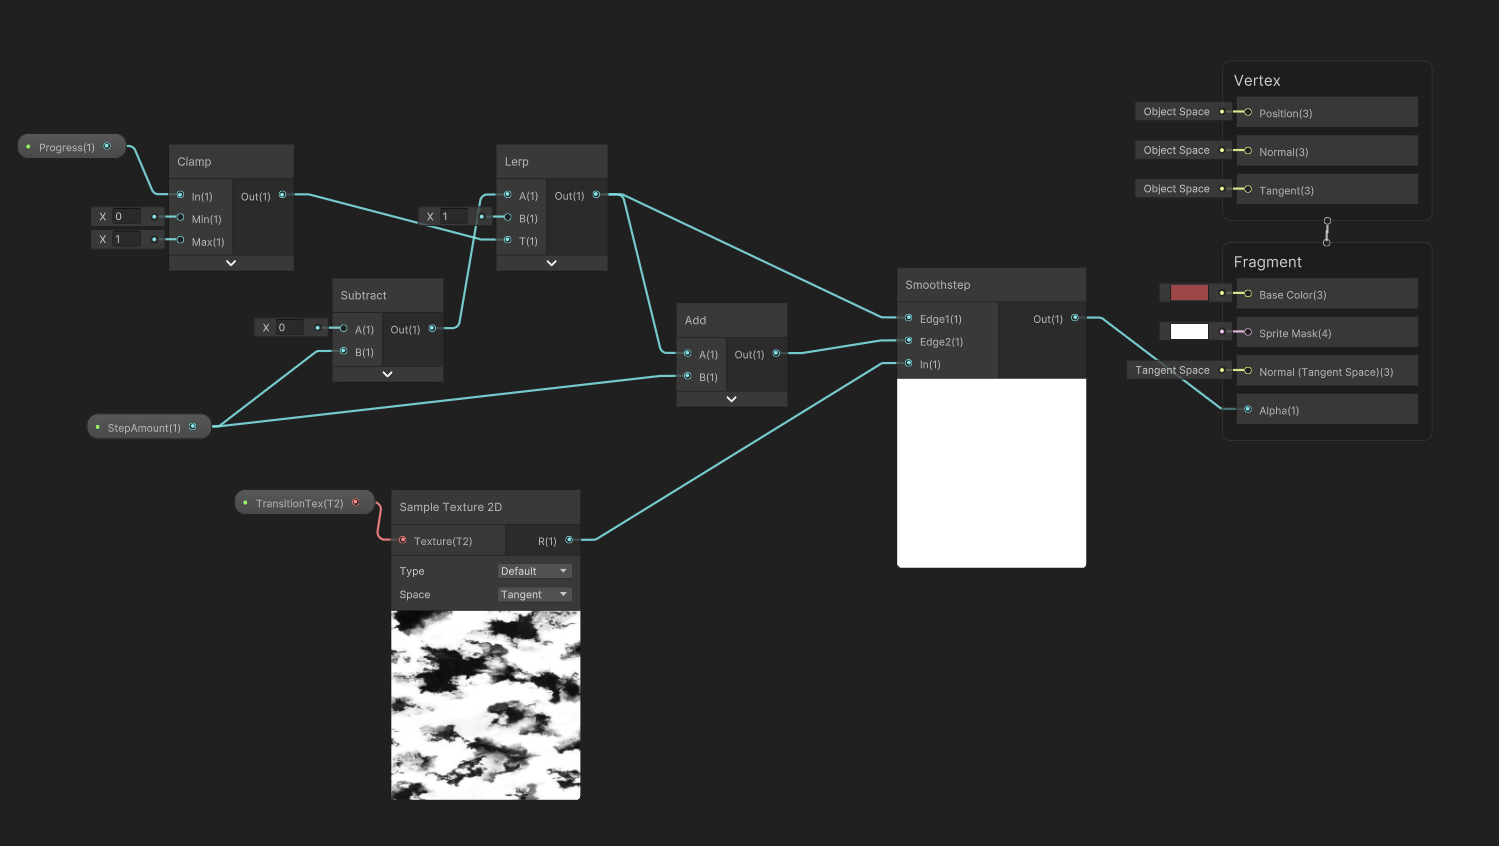 Progress(1)
Clamp
In(1)
Out(1)
X 0
Min(1)
X 1
Max(1)
Lerp
A(1)
Out(1)
X 1
B(1)
T(1)
Subtract
X 0
A(1)
Out(1)
B(1)
StepAmount(1)
Add
A(1)
Out(1)
B(1)
TransitionTex(T2)
Sample Texture 2D
Texture(T2)
R(1)
Type
Default
Space
Tangent
Smoothstep
Edge1(1)
Out(1)
Edge2(1)
In(1)
Vertex
Object Space
Position(3)
Object Space
Normal(3)
Object Space
Tangent(3)
Fragment
Base Color(3)
Sprite Mask(4)
Tangent Space
Normal (Tangent Space)(3)
Alpha(1)